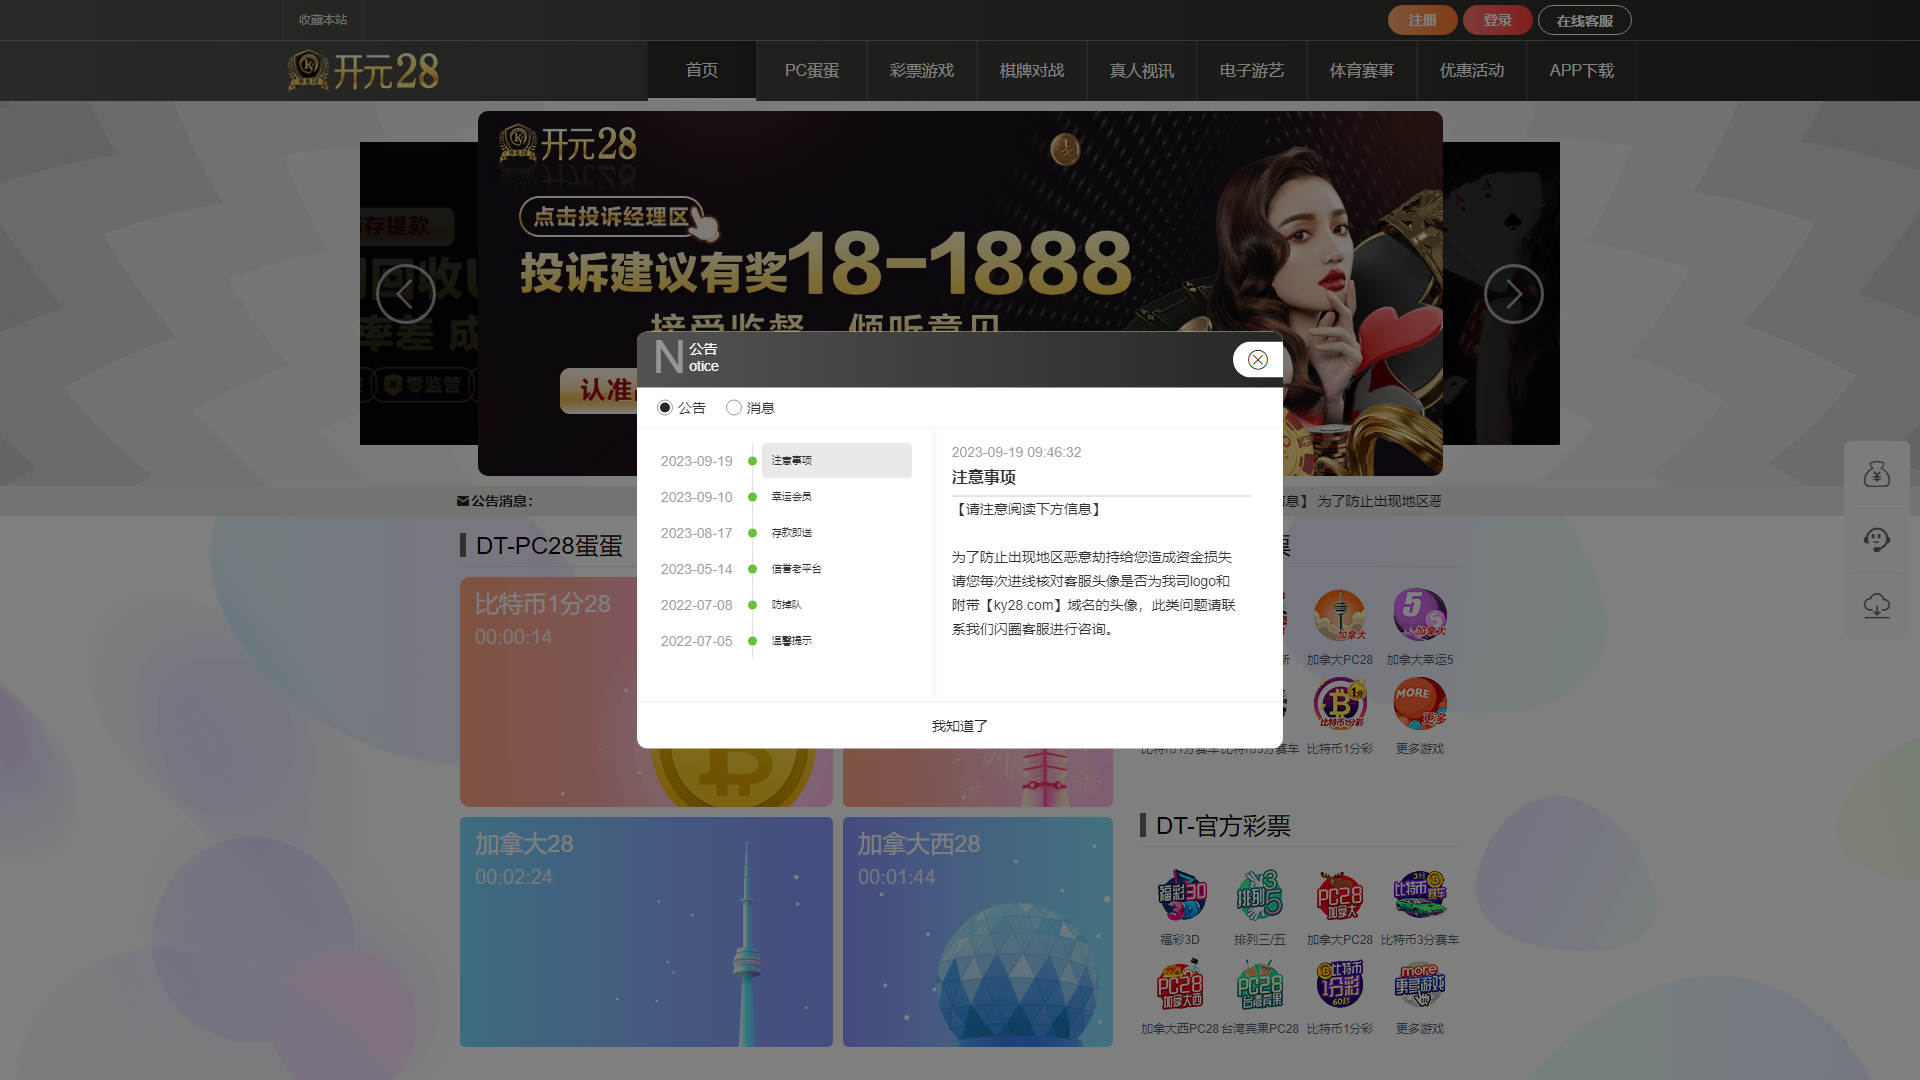 收藏本站
注册
登录
在线客服
开元28
首页
PC蛋蛋
彩票游戏
棋牌对战
真人视讯
电子游艺
体育赛事
优惠活动
APP下载
开元28
点击投诉经理区
投诉建议有奖18-1888
接受监督 倾听意见
认准
存提款
回收U
率差 成
零监管
N
公告
otice
公告
消息
2023-09-19 注意事项
2023-09-10 幸运会员
2023-08-17 存款即送
2023-05-14 信誉老平台
2022-07-08 防掉队
2022-07-05 温馨提示
2023-09-19 09:46:32
注意事项
【请注意阅读下方信息】
为了防止出现地区恶意劫持给您造成资金损失
请您每次进线核对客服头像是否为我司logo和
附带【ky28.com】域名的头像，此类问题请联
系我们闪圈客服进行咨询。
我知道了
公告消息：
息】 为了防止出现地区恶
DT-PC28蛋蛋
比特币1分28
00:00:14
加拿大28
00:02:24
加拿大西28
00:01:44
加拿大PC28
加拿大幸运5
比特币1分赛车
比特币3分赛车
比特币1分彩
更多游戏
DT-官方彩票
福彩3D
排列三/五
加拿大PC28
比特币3分赛车
加拿大西PC28
台湾宾果PC28
比特币1分彩
更多游戏